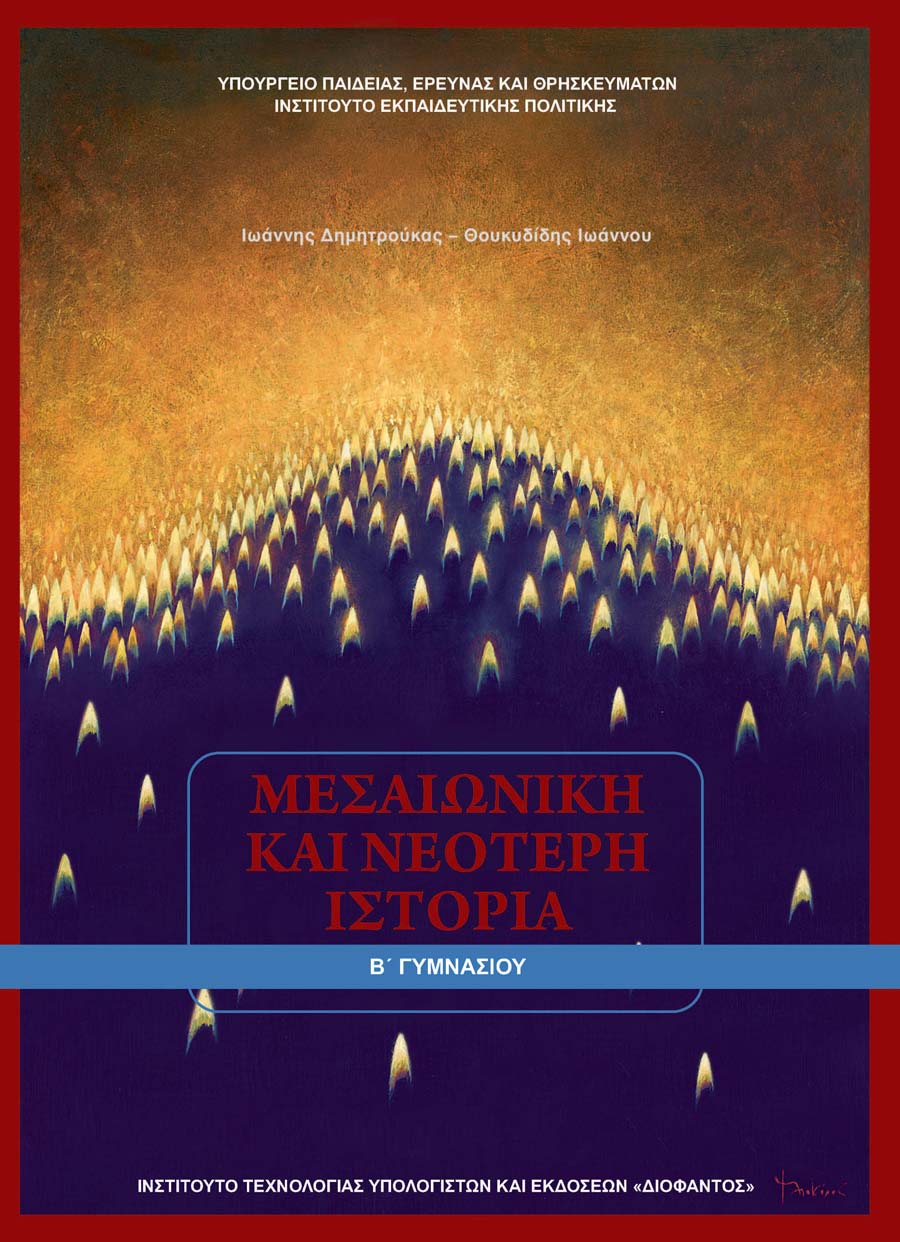 ΥΠΟΥΡΓΕΙΟ ΠΑΙΔΕΙΑΣ, ΕΡΕΥΝΑΣ ΚΑΙ ΘΡΗΣΚΕΥΜΑΤΩΝ
ΙΝΣΤΙΤΟΥΤΟ ΕΚΠΑΙΔΕΥΤΙΚΗΣ ΠΟΛΙΤΙΚΗΣ
Ιωάννης Δημητρούκας – Θουκυδίδης Ιωάννου
ΜΕΣΑΙΩΝΙΚΗ
ΚΑΙ ΝΕΟΤΕΡΗ
ΙΣΤΟΡΙΑ
Β΄ ΓΥΜΝΑΣΙΟΥ
ΙΝΣΤΙΤΟΥΤΟ ΤΕΧΝΟΛΟΓΙΑΣ ΥΠΟΛΟΓΙΣΤΩΝ ΚΑΙ ΕΚΔΟΣΕΩΝ «ΔΙΟΦΑΝΤΟΣ»